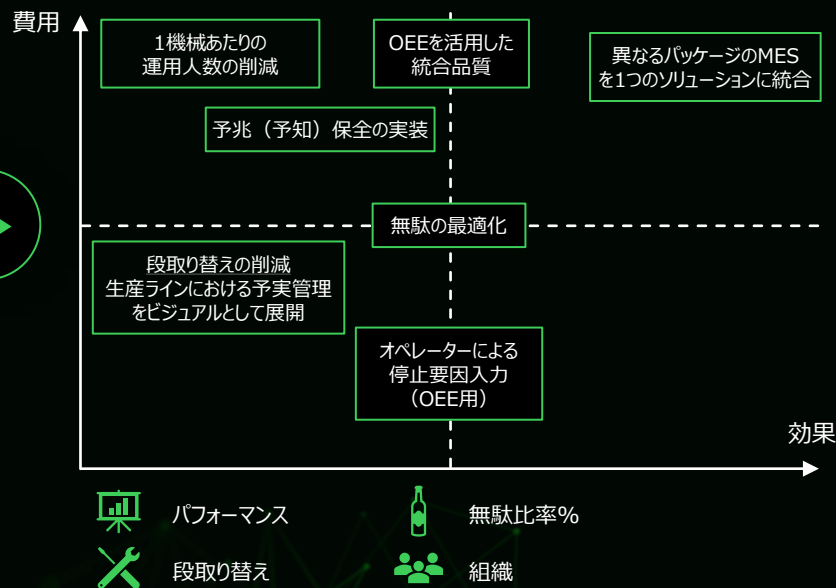 費用
1機械あたりの
運用人数の削減
OEEを活用した
統合品質
異なるパッケージのMES
を1つのソリューションに統合
予兆（予知）保全の実装
無駄の最適化
段取り替えの削減
生産ラインにおける予実管理
をビジュアルとして展開
オペレーターによる
停止要因入力
（OEE用）
効果
パフォーマンス
無駄比率%
段取り替え
組織